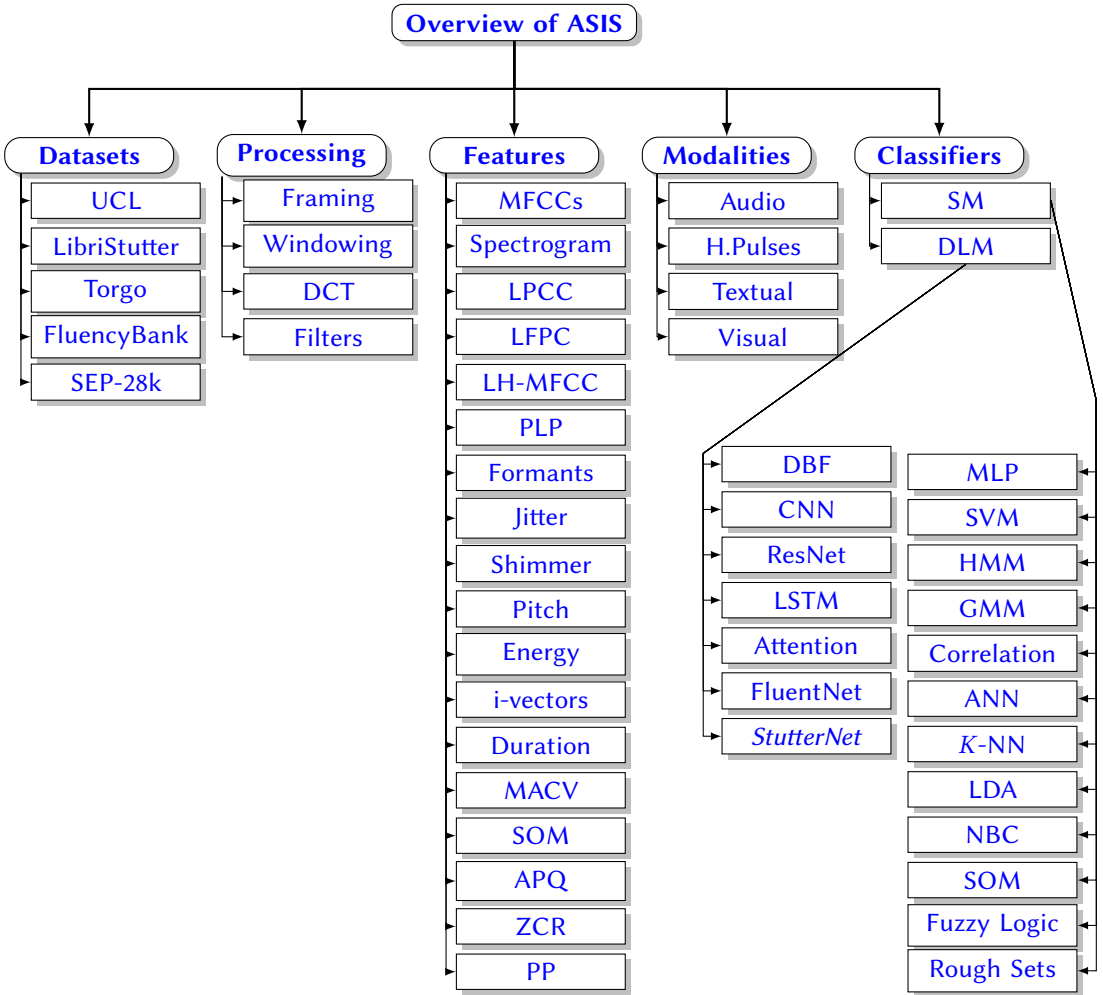 Overview of ASIS
Datasets
UCL
LibriStutter
Torgo
FluencyBank
SEP-28k
Processing
Framing
Windowing
DCT
Filters
Features
MFCCs
Spectrogram
LPCC
LFPC
LH-MFCC
PLP
Formants
Jitter
Shimmer
Pitch
Energy
i-vectors
Duration
MACV
SOM
APQ
ZCR
PP
Modalities
Audio
H.Pulses
Textual
Visual
Classifiers
SM
DLM
DBF
CNN
ResNet
LSTM
Attention
FluentNet
StutterNet
MLP
SVM
HMM
GMM
Correlation
ANN
K-NN
LDA
NBC
SOM
Fuzzy Logic
Rough Sets